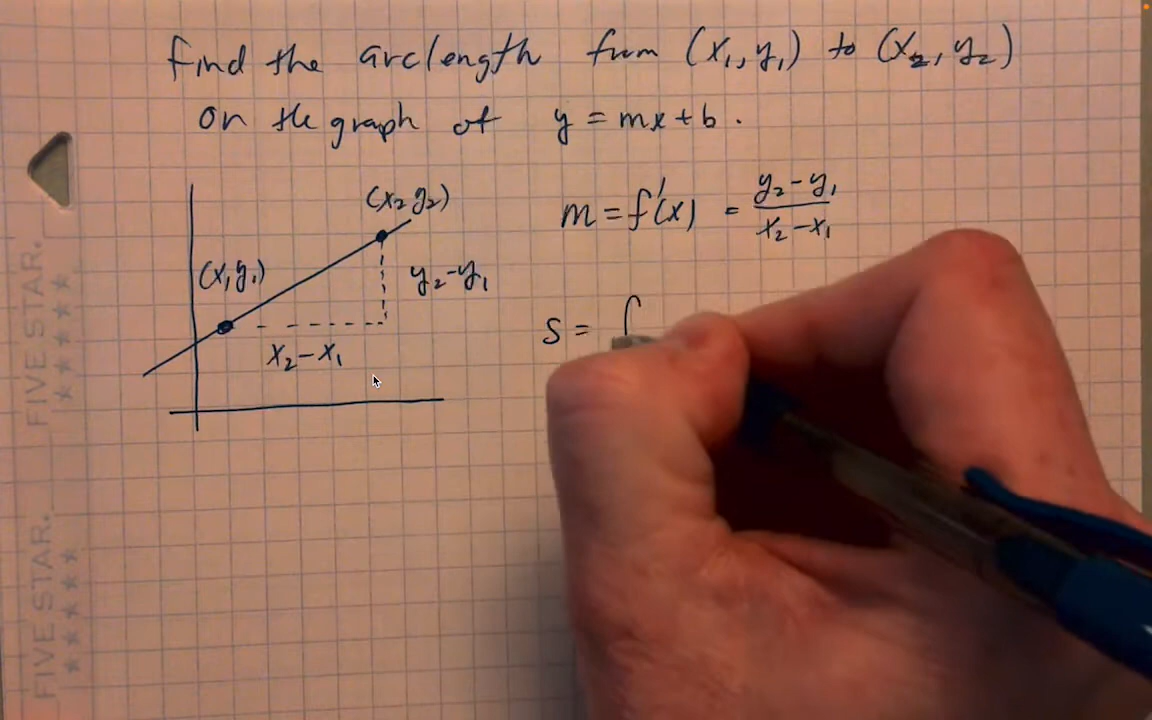 find the arclength from (x₁, y₁) to (x₂, y₂)
on the graph of y = mx + b .
(x₂ y₂)
m = f'(x) = y₂-y₁ / x₂-x₁
(x₁ y₁)
y₂-y₁
S = ∫
x₂-x₁
FIVE STAR.
FIVE STAR.